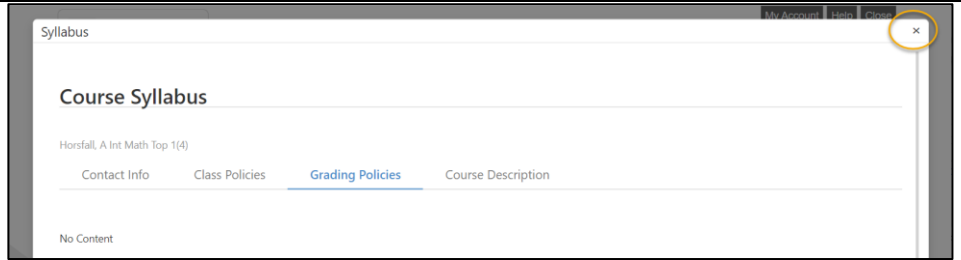 My Account Help Close
Syllabus ×
Course Syllabus
Horsfall, A Int Math Top 1(4)
Contact Info Class Policies Grading Policies Course Description
No Content